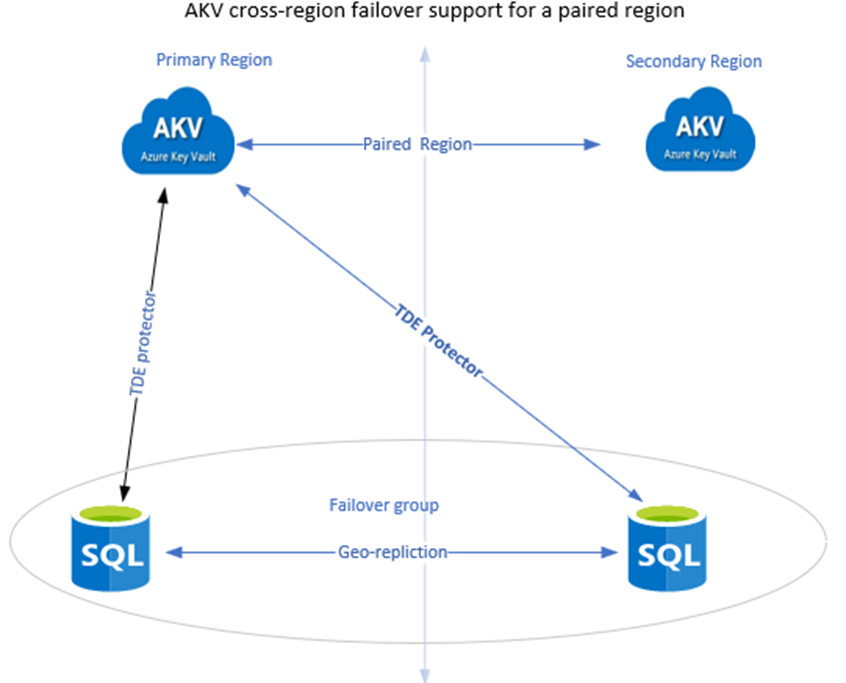 AKV cross-region failover support for a paired region
Primary Region
Secondary Region
AKV
Azure Key Vault
AKV
Azure Key Vault
Paired Region
TDE protector
TDE Protector
Failover group
SQL
Geo-repliction
SQL